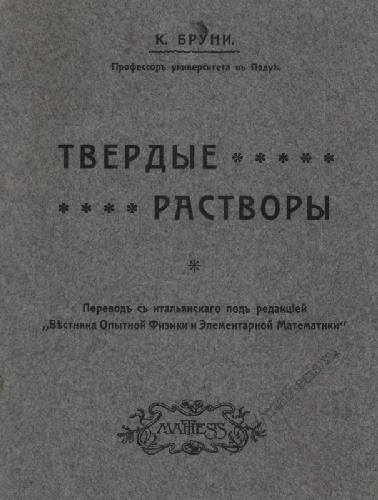 К. БРУНИ.
Профессоръ университета въ Падуѣ.
ТВЕРДЫЕ
РАСТВОРЫ
Переводъ съ итальянскаго подъ редакціей
„Вѣстника Опытной Физики и Элементарной Математики“
MATHESIS